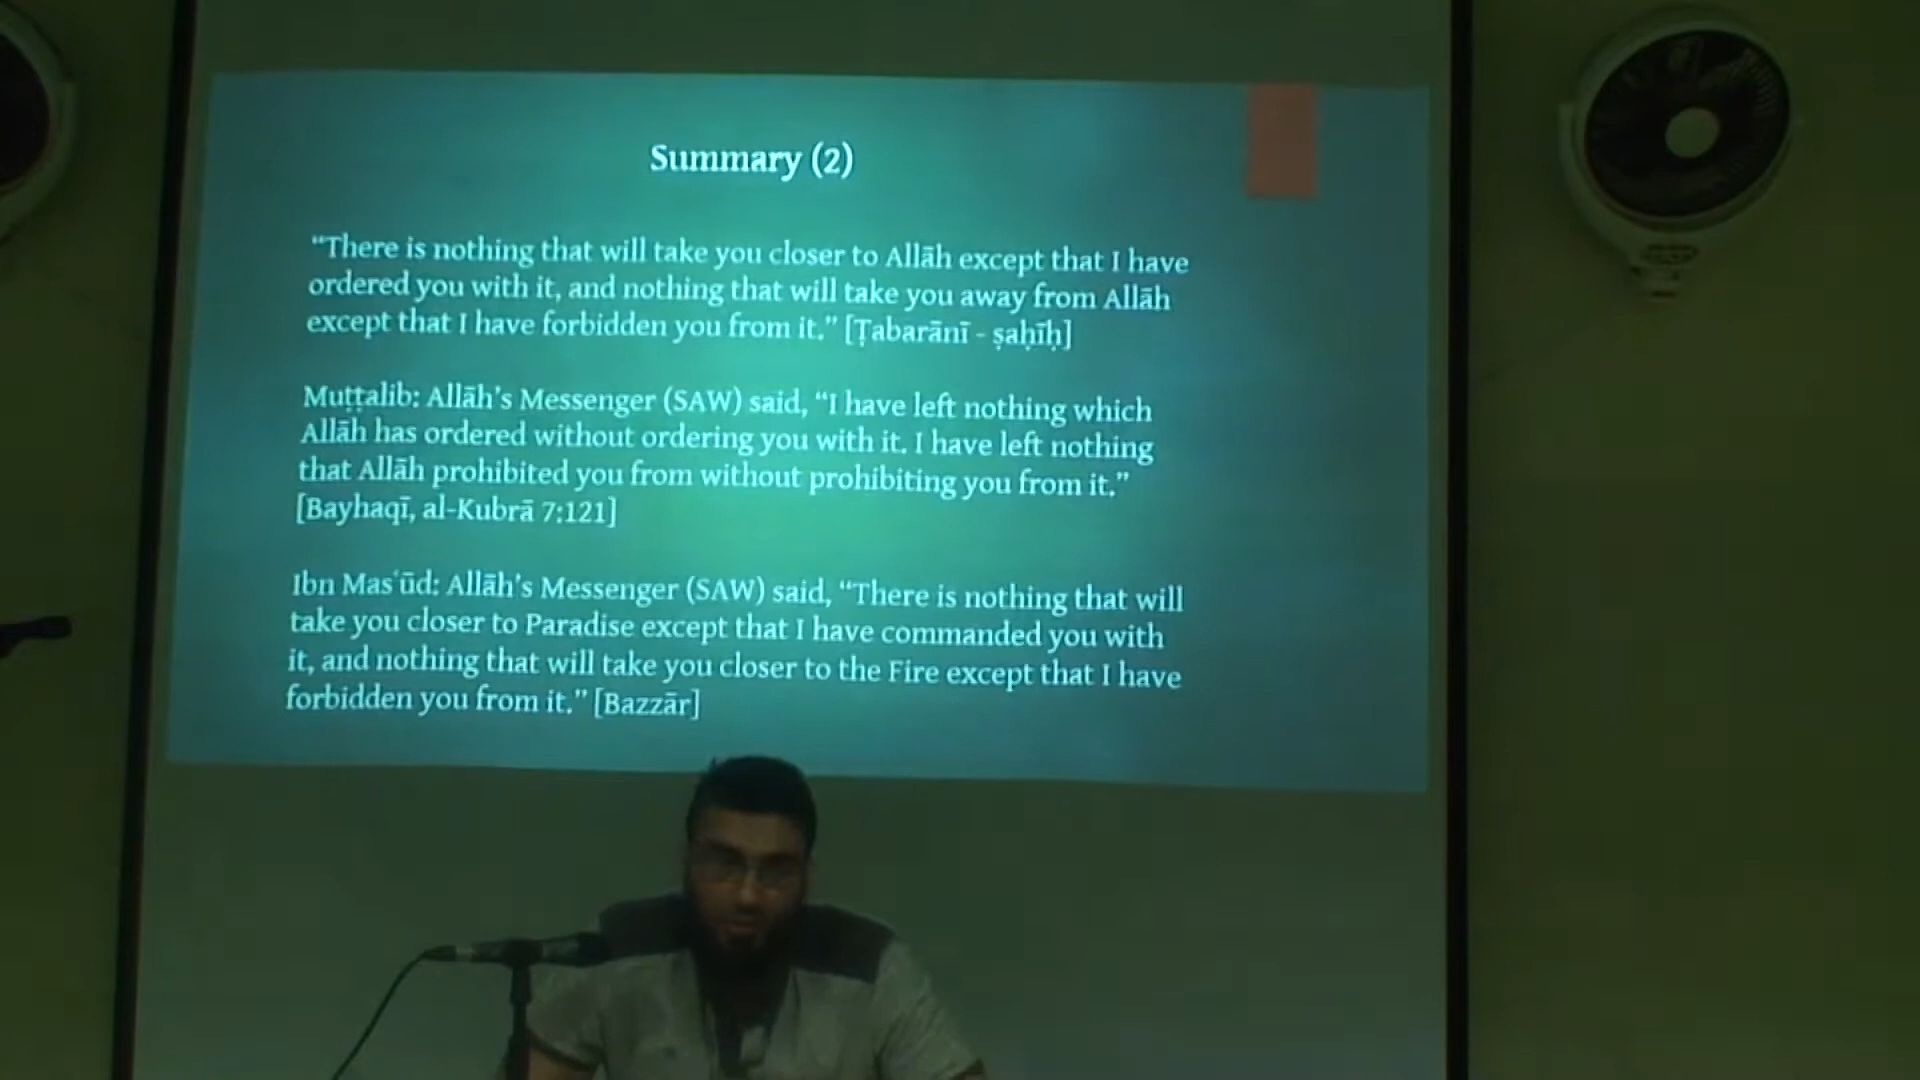 Summary (2)
“There is nothing that will take you closer to Allāh except that I have
ordered you with it, and nothing that will take you away from Allāh
except that I have forbidden you from it.” [Ṭabarānī - ṣaḥīḥ]
Muṭṭalib: Allāh’s Messenger (SAW) said, “I have left nothing which
Allāh has ordered without ordering you with it. I have left nothing
that Allāh prohibited you from without prohibiting you from it.”
[Bayhaqī, al-Kubrā 7:121]
Ibn Masʿūd: Allāh’s Messenger (SAW) said, “There is nothing that will
take you closer to Paradise except that I have commanded you with
it, and nothing that will take you closer to the Fire except that I have
forbidden you from it.” [Bazzār]